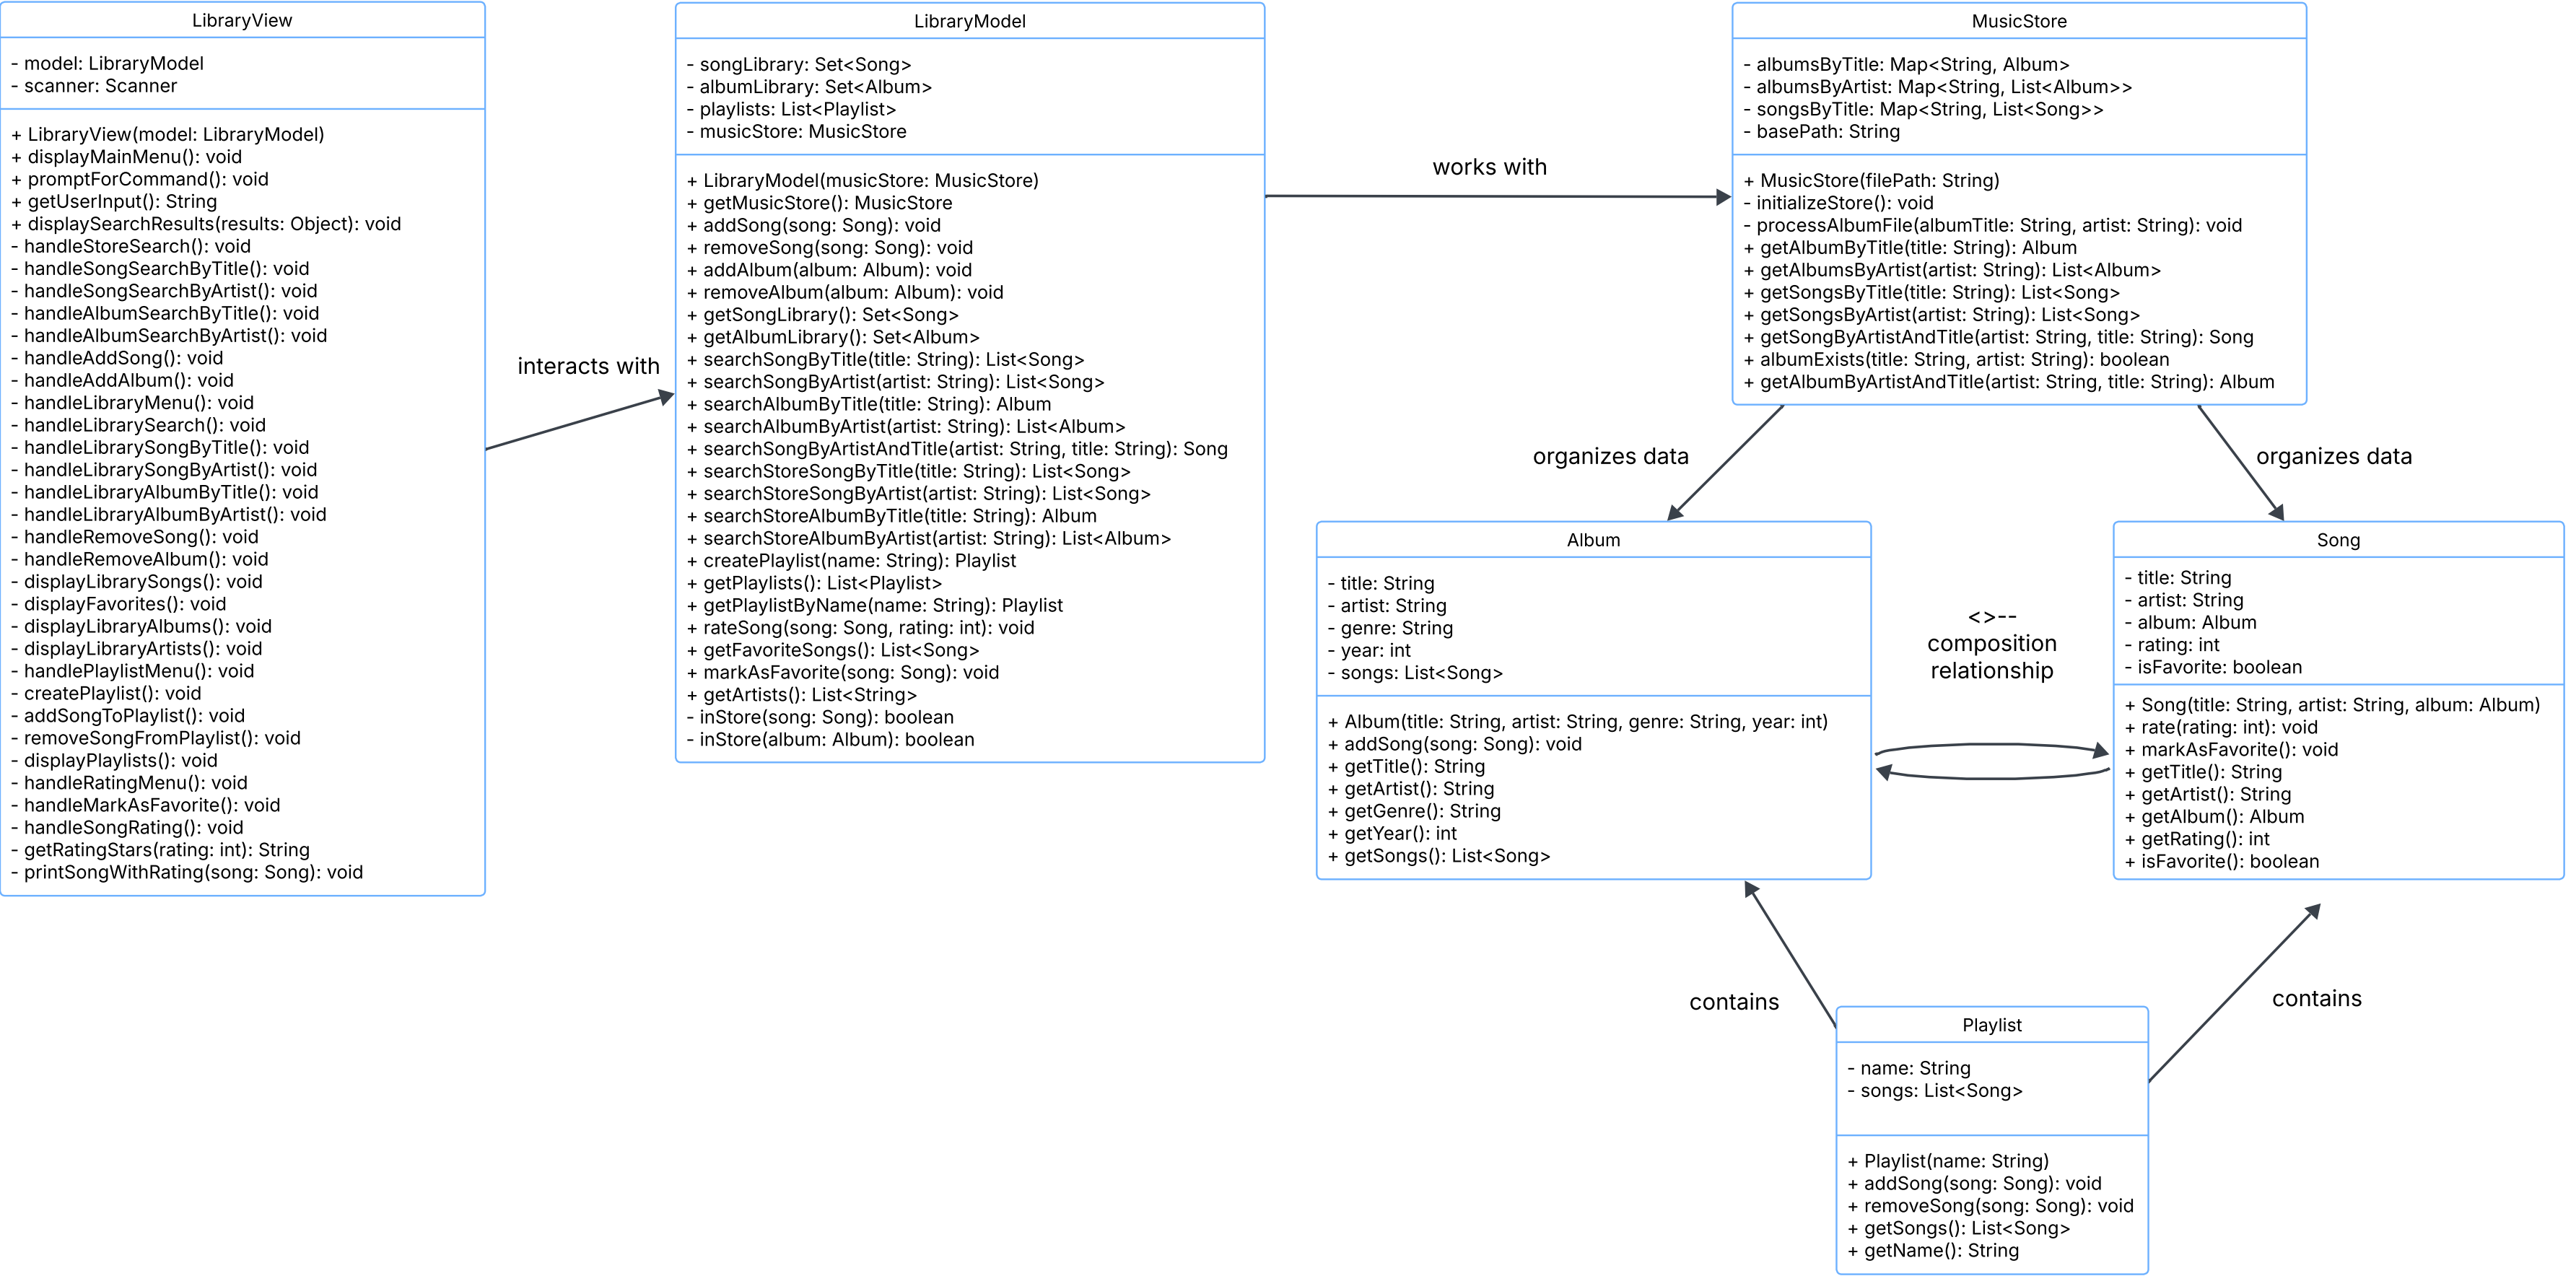 LibraryView
- model: LibraryModel
- scanner: Scanner
+ LibraryView(model: LibraryModel)
+ displayMainMenu(): void
+ promptForCommand(): void
+ getUserInput(): String
+ displaySearchResults(results: Object): void
- handleStoreSearch(): void
- handleSongSearchByTitle(): void
- handleSongSearchByArtist(): void
- handleAlbumSearchByTitle(): void
- handleAlbumSearchByArtist(): void
- handleAddSong(): void
- handleAddAlbum(): void
- handleLibraryMenu(): void
- handleLibrarySearch(): void
- handleLibrarySongByTitle(): void
- handleLibrarySongByArtist(): void
- handleLibraryAlbumByTitle(): void
- handleLibraryAlbumByArtist(): void
- handleRemoveSong(): void
- handleRemoveAlbum(): void
- displayLibrarySongs(): void
- displayFavorites(): void
- displayLibraryAlbums(): void
- displayLibraryArtists(): void
- handlePlaylistMenu(): void
- createPlaylist(): void
- addSongToPlaylist(): void
- removeSongFromPlaylist(): void
- displayPlaylists(): void
- handleRatingMenu(): void
- handleMarkAsFavorite(): void
- handleSongRating(): void
- getRatingStars(rating: int): String
- printSongWithRating(song: Song): void
interacts with
LibraryModel
- songLibrary: Set<Song>
- albumLibrary: Set<Album>
- playlists: List<Playlist>
- musicStore: MusicStore
+ LibraryModel(musicStore: MusicStore)
+ getMusicStore(): MusicStore
+ addSong(song: Song): void
+ removeSong(song: Song): void
+ addAlbum(album: Album): void
+ removeAlbum(album: Album): void
+ getSongLibrary(): Set<Song>
+ getAlbumLibrary(): Set<Album>
+ searchSongByTitle(title: String): List<Song>
+ searchSongByArtist(artist: String): List<Song>
+ searchAlbumByTitle(title: String): Album
+ searchAlbumByArtist(artist: String): List<Album>
+ searchSongByArtistAndTitle(artist: String, title: String): Song
+ searchStoreSongByTitle(title: String): List<Song>
+ searchStoreSongByArtist(artist: String): List<Song>
+ searchStoreAlbumByTitle(title: String): Album
+ searchStoreAlbumByArtist(artist: String): List<Album>
+ createPlaylist(name: String): Playlist
+ getPlaylists(): List<Playlist>
+ getPlaylistByName(name: String): Playlist
+ rateSong(song: Song, rating: int): void
+ getFavoriteSongs(): List<Song>
+ markAsFavorite(song: Song): void
+ getArtists(): List<String>
- inStore(song: Song): boolean
- inStore(album: Album): boolean
works with
MusicStore
- albumsByTitle: Map<String, Album>
- albumsByArtist: Map<String, List<Album>>
- songsByTitle: Map<String, List<Song>>
- basePath: String
+ MusicStore(filePath: String)
- initializeStore(): void
- processAlbumFile(albumTitle: String, artist: String): void
+ getAlbumByTitle(title: String): Album
+ getAlbumsByArtist(artist: String): List<Album>
+ getSongsByTitle(title: String): List<Song>
+ getSongsByArtist(artist: String): List<Song>
+ getSongByArtistAndTitle(artist: String, title: String): Song
+ albumExists(title: String, artist: String): boolean
+ getAlbumByArtistAndTitle(artist: String, title: String): Album
organizes data
organizes data
Album
- title: String
- artist: String
- genre: String
- year: int
- songs: List<Song>
+ Album(title: String, artist: String, genre: String, year: int)
+ addSong(song: Song): void
+ getTitle(): String
+ getArtist(): String
+ getGenre(): String
+ getYear(): int
+ getSongs(): List<Song>
<>--
composition
relationship
Song
- title: String
- artist: String
- album: Album
- rating: int
- isFavorite: boolean
+ Song(title: String, artist: String, album: Album)
+ rate(rating: int): void
+ markAsFavorite(): void
+ getTitle(): String
+ getArtist(): String
+ getAlbum(): Album
+ getRating(): int
+ isFavorite(): boolean
contains
contains
Playlist
- name: String
- songs: List<Song>
+ Playlist(name: String)
+ addSong(song: Song): void
+ removeSong(song: Song): void
+ getSongs(): List<Song>
+ getName(): String